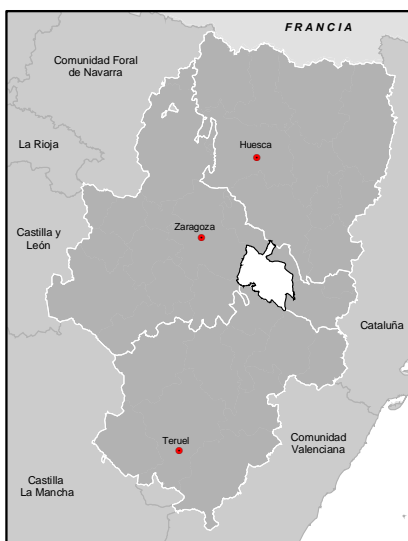 FRANCIA
Comunidad Foral
de Navarra
Huesca
La Rioja
Castilla y
León
Zaragoza
Cataluña
Teruel
Comunidad
Valenciana
Castilla
La Mancha